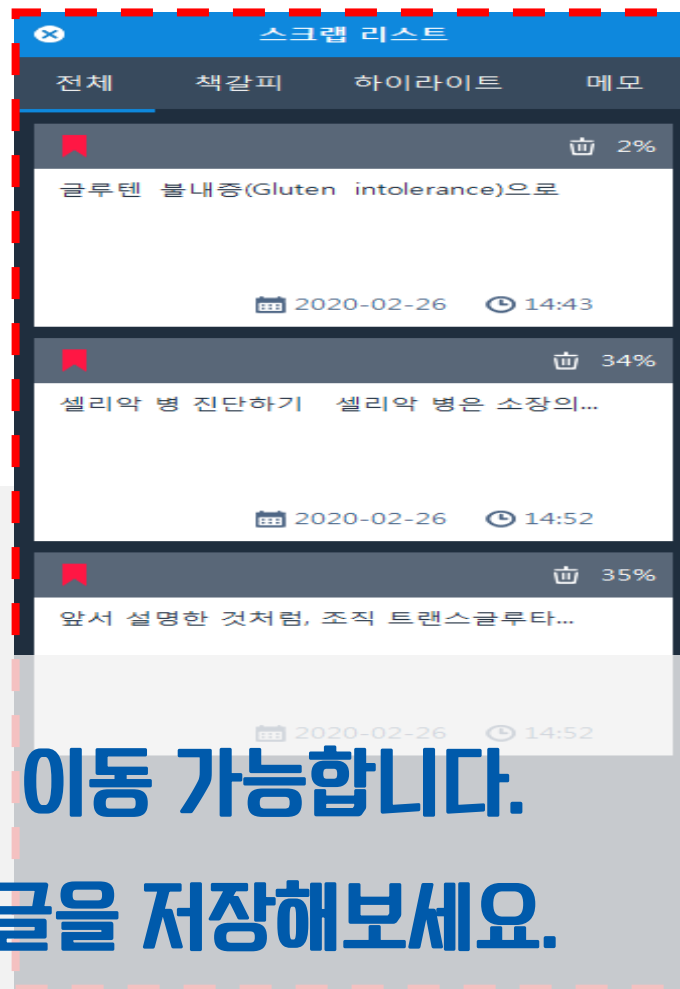 스크랩 리스트
전체 책갈피 하이라이트 메모
2%
글루텐 불내증(Gluten intolerance)으로
2020-02-26 14:43
34%
셀리악 병 진단하기 셀리악 병은 소장의...
2020-02-26 14:52
35%
앞서 설명한 것처럼, 조직 트랜스글루타...
2020-02-26 14:52
이동 가능합니다.
글을 저장해보세요.